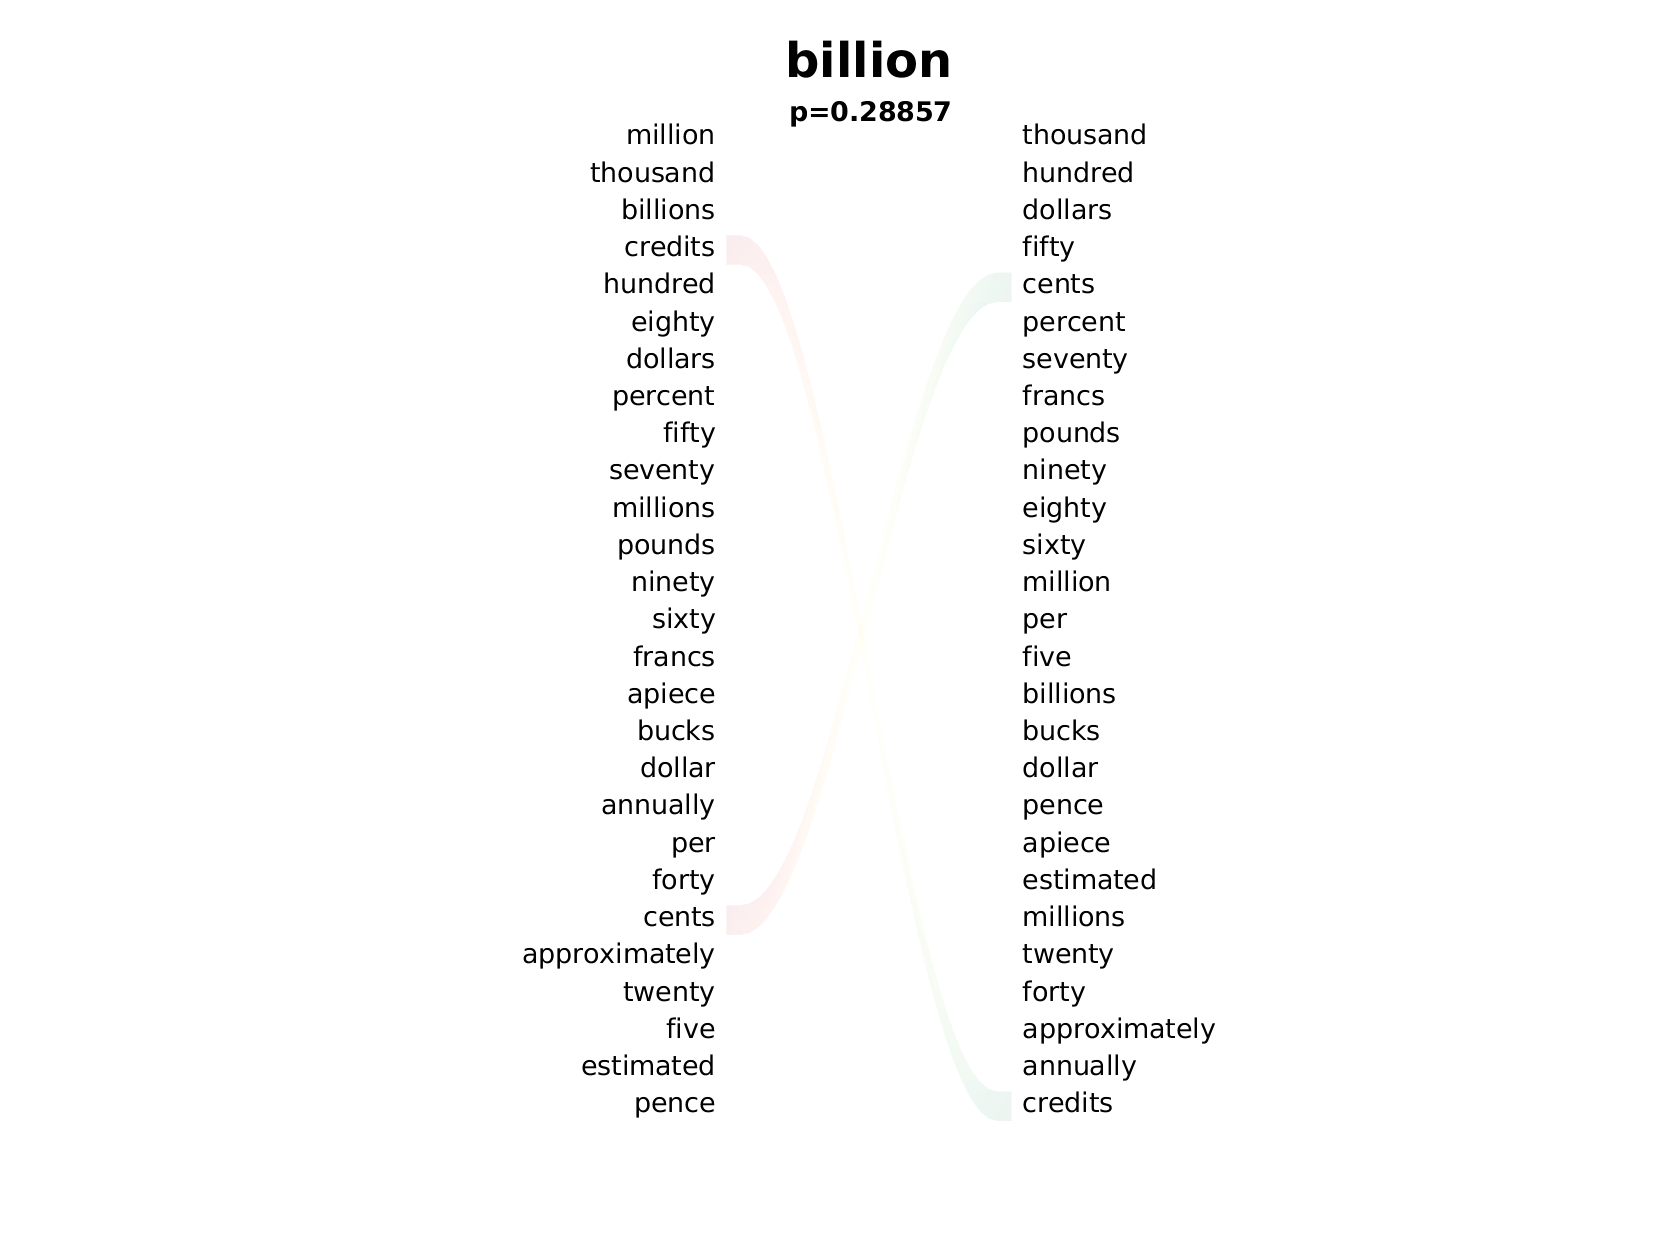 billion
p=0.28857
million thousand
thousand hundred
billions dollars
credits fifty
hundred cents
eighty percent
dollars seventy
percent francs
fifty pounds
seventy ninety
millions eighty
pounds sixty
ninety million
sixty per
francs five
apiece billions
bucks bucks
dollar dollar
annually pence
per apiece
forty estimated
cents millions
approximately twenty
twenty forty
five approximately
estimated annually
pence credits